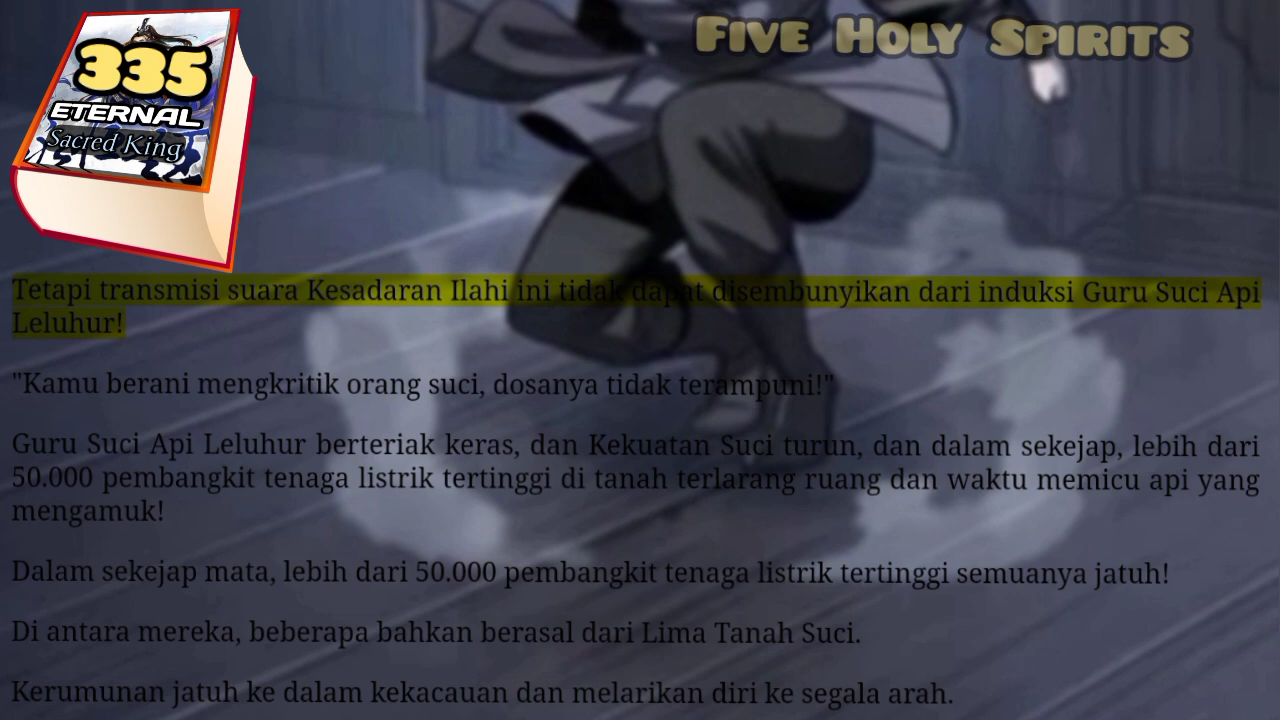 335
ETERNAL
Sacred King
FIVE HOLY SPIRITS
Tetapi transmisi suara Kesadaran Ilahi ini tidak dapat disembunyikan dari induksi Guru Suci Api
Leluhur!
"Kamu berani mengkritik orang suci, dosanya tidak terampuni!"
Guru Suci Api Leluhur berteriak keras, dan Kekuatan Suci turun, dan dalam sekejap, lebih dari
50.000 pembangkit tenaga listrik tertinggi di tanah terlarang ruang dan waktu memicu api yang
mengamuk!
Dalam sekejap mata, lebih dari 50.000 pembangkit tenaga listrik tertinggi semuanya jatuh!
Di antara mereka, beberapa bahkan berasal dari Lima Tanah Suci.
Kerumunan jatuh ke dalam kekacauan dan melarikan diri ke segala arah.